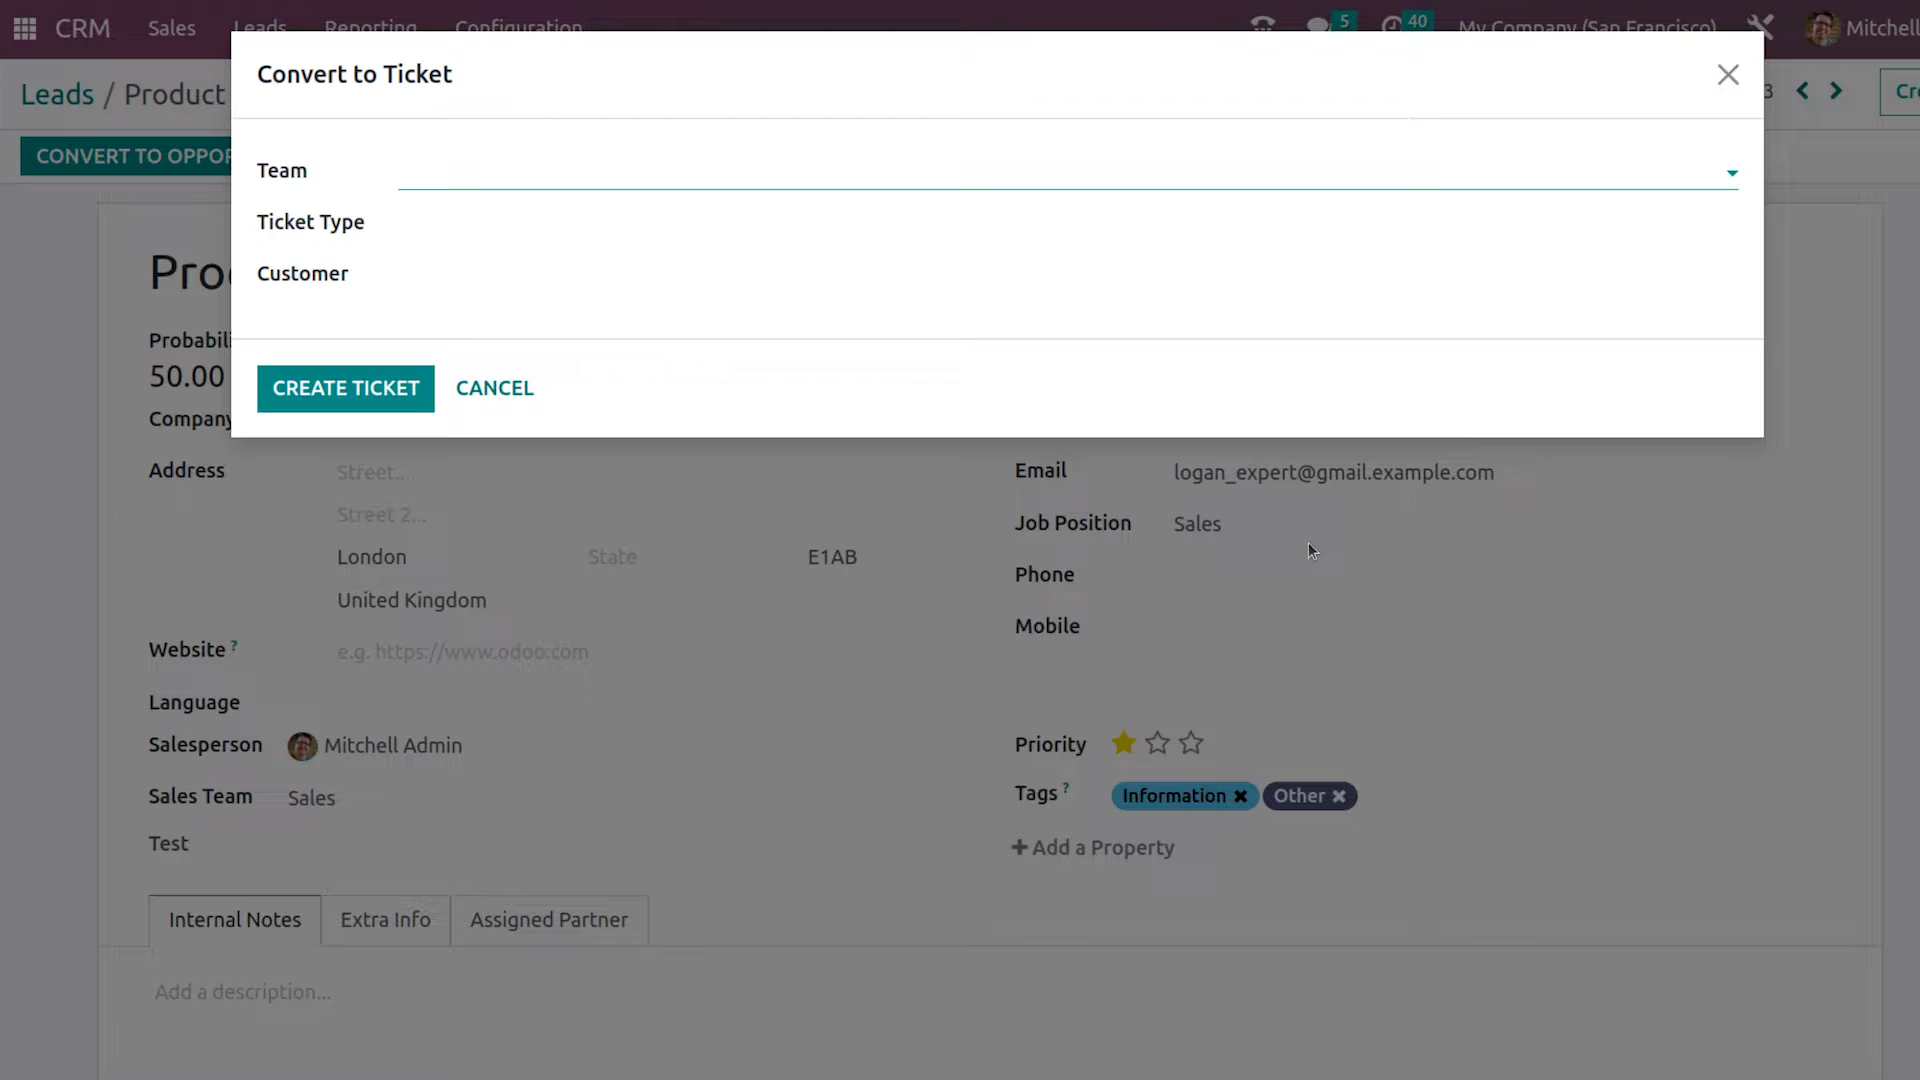 CRM Sales Leads Reporting Configuration 5 40 My Company (San Francisco) Mitchell
Convert to Ticket
Leads / Product 3
CONVERT TO OPPOR
Team
Ticket Type
Customer
CREATE TICKET CANCEL
Probabili
50.00
Company
Address Street...
Street 2...
London State E1AB
United Kingdom
Website ? e.g. https://www.odoo.com
Language
Salesperson Mitchell Admin
Sales Team Sales
Test
Email logan_expert@gmail.example.com
Job Position Sales
Phone
Mobile
Priority
Tags ? Information Other
Add a Property
Internal Notes Extra Info Assigned Partner
Add a description...